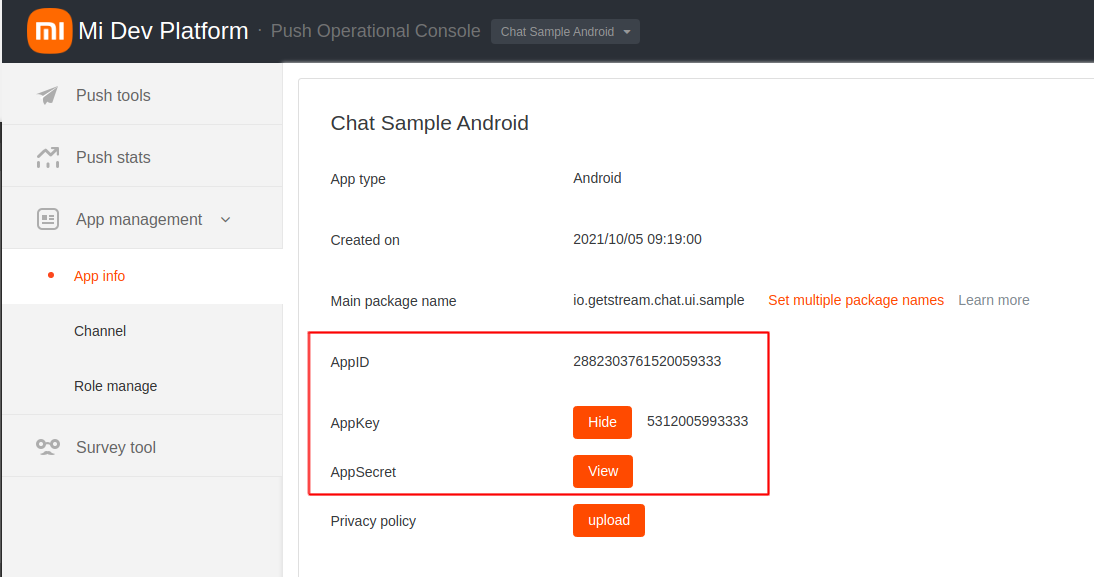 mi Mi Dev Platform · Push Operational Console Chat Sample Android
Push tools
Push stats
App management
App info
Channel
Role manage
Survey tool
Chat Sample Android
App type Android
Created on 2021/10/05 09:19:00
Main package name io.getstream.chat.ui.sample Set multiple package names Learn more
AppID 2882303761520059333
AppKey Hide 5312005993333
AppSecret View
Privacy policy upload